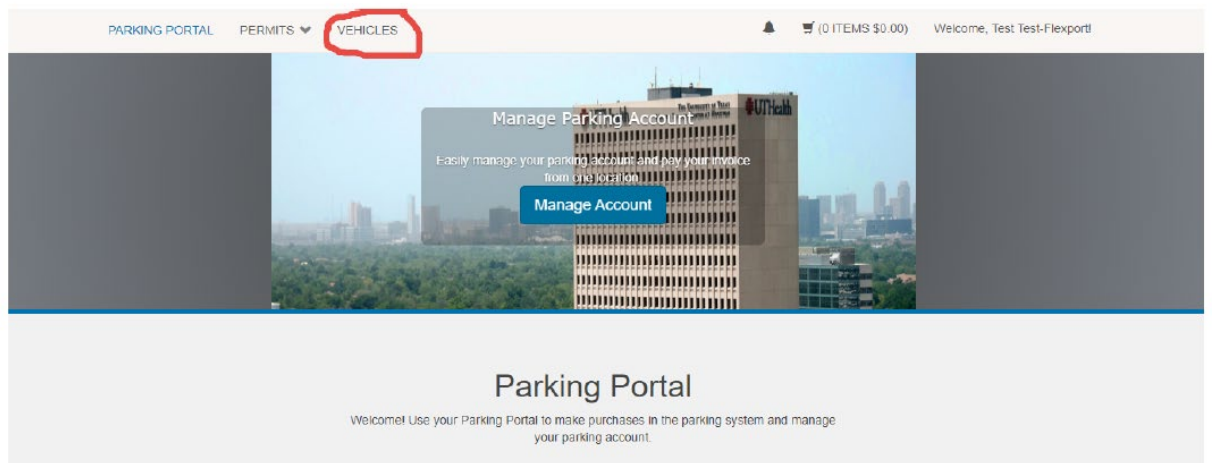 PARKING PORTAL PERMITS VEHICLES (0 ITEMS $0.00) Welcome, Test Test-Flexport!
Manage Parking Account
Easily manage your parking account and pay your invoice
from one location
Manage Account
UTHealth
Parking Portal
Welcome! Use your Parking Portal to make purchases in the parking system and manage
your parking account.